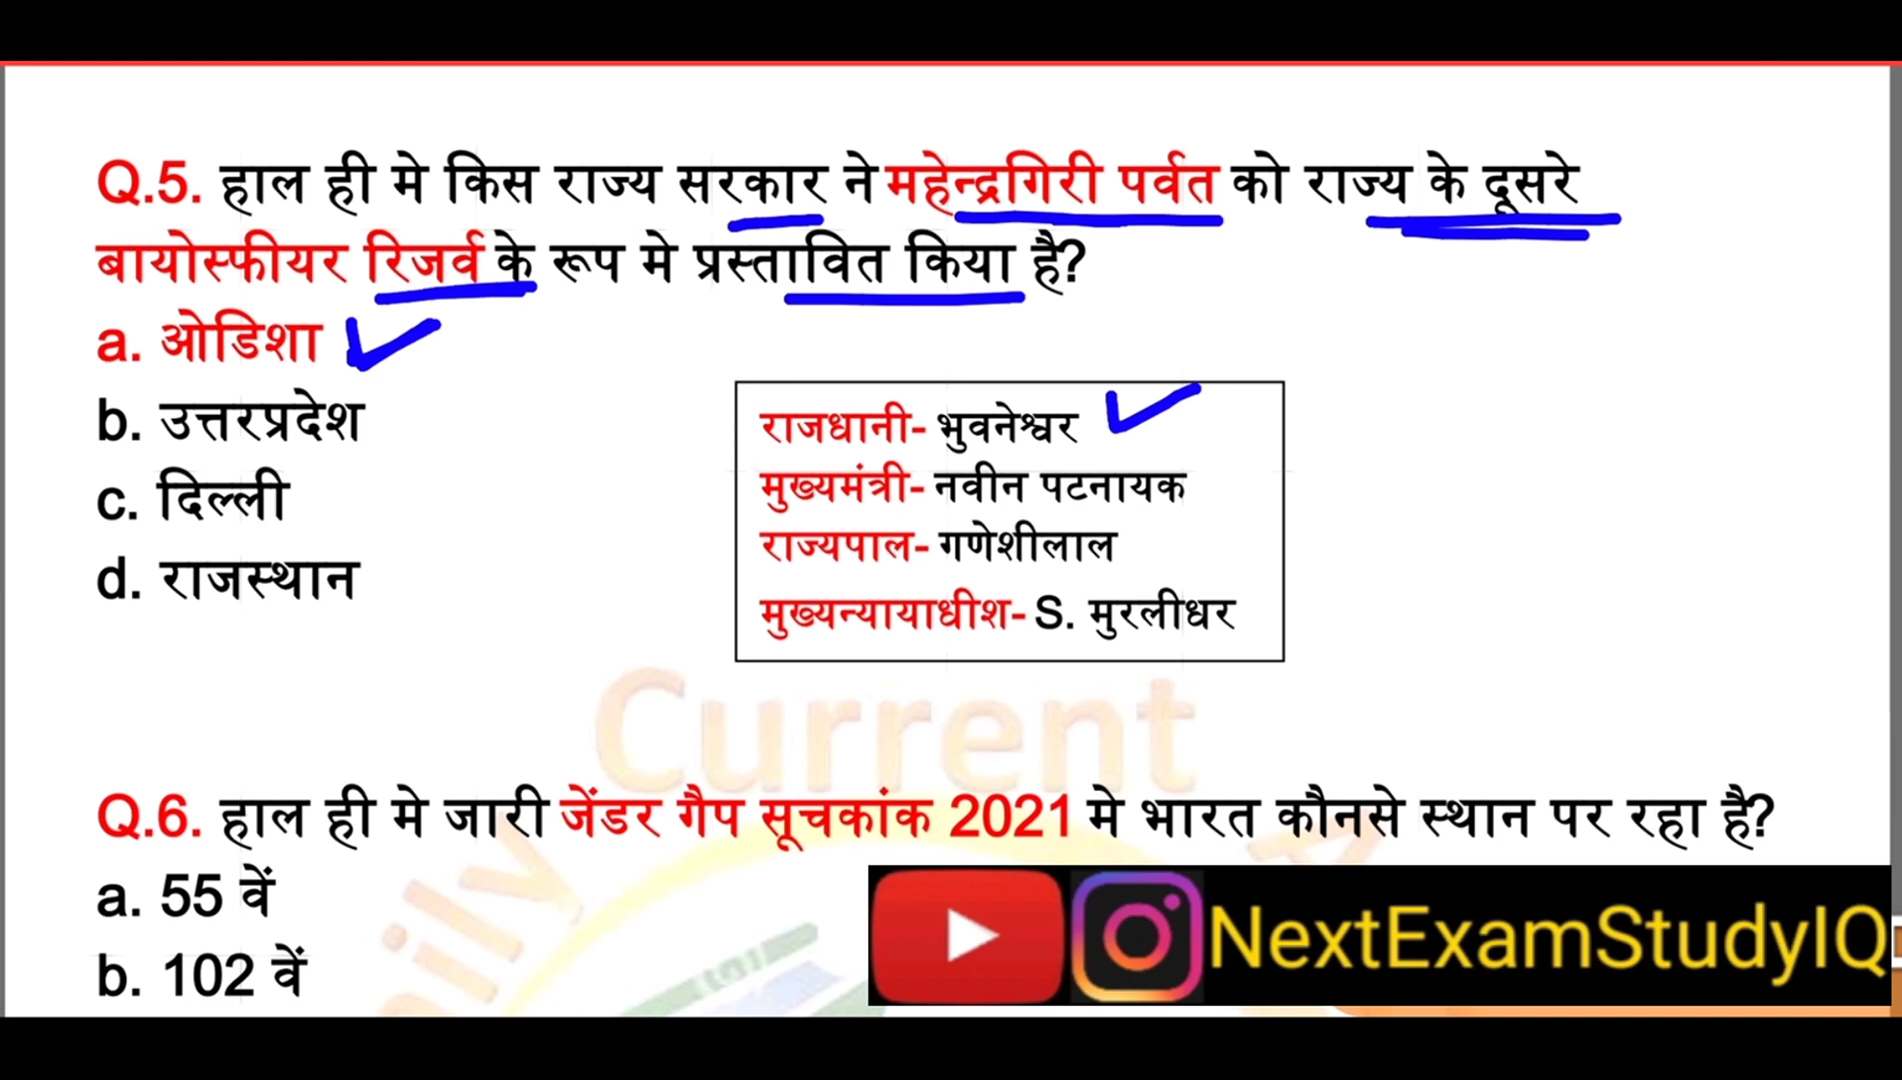 Q.5. हाल ही मे किस राज्य सरकार ने महेन्द्रगिरी पर्वत को राज्य के दूसरे
बायोस्फीयर रिजर्व के रूप मे प्रस्तावित किया है?
a. ओडिशा
b. उत्तरप्रदेश
c. दिल्ली
d. राजस्थान
राजधानी- भुवनेश्वर
मुख्यमंत्री- नवीन पटनायक
राज्यपाल- गणेशीलाल
मुख्यन्यायाधीश- S. मुरलीधर
Current
Q.6. हाल ही मे जारी जेंडर गैप सूचकांक 2021 मे भारत कौनसे स्थान पर रहा है?
a. 55 वें
b. 102 वें
NextExamStudyIQ